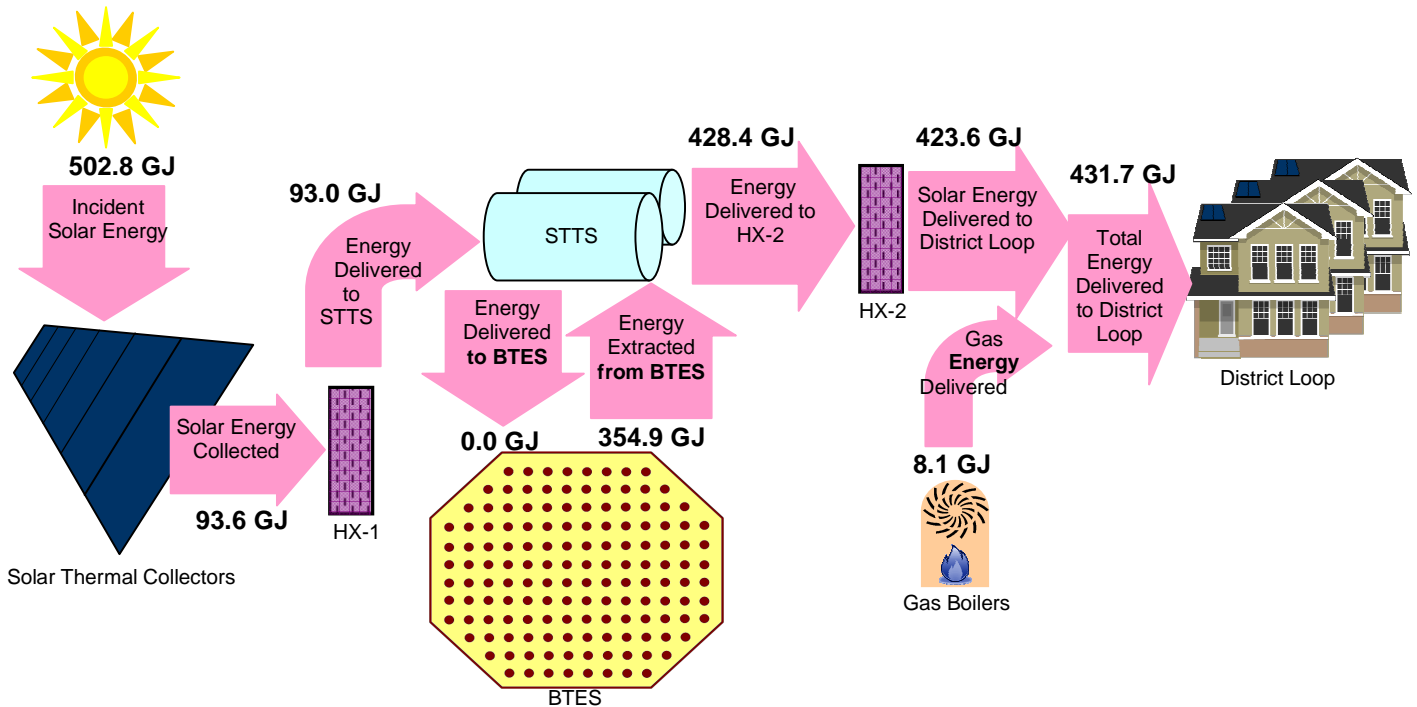 502.8 GJ
Incident
Solar Energy
93.0 GJ
Energy
Delivered
to
STTS
STTS
428.4 GJ
Energy
Delivered to
HX-2
423.6 GJ
Solar Energy
Delivered to
District Loop
431.7 GJ
Total
Energy
Delivered
to District
Loop
HX-2
Energy
Delivered
to BTES
Energy
Extracted
from BTES
Gas
Energy
Delivered
District Loop
Solar Energy
Collected
93.6 GJ
HX-1
0.0 GJ
354.9 GJ
8.1 GJ
Solar Thermal Collectors
Gas Boilers
BTES